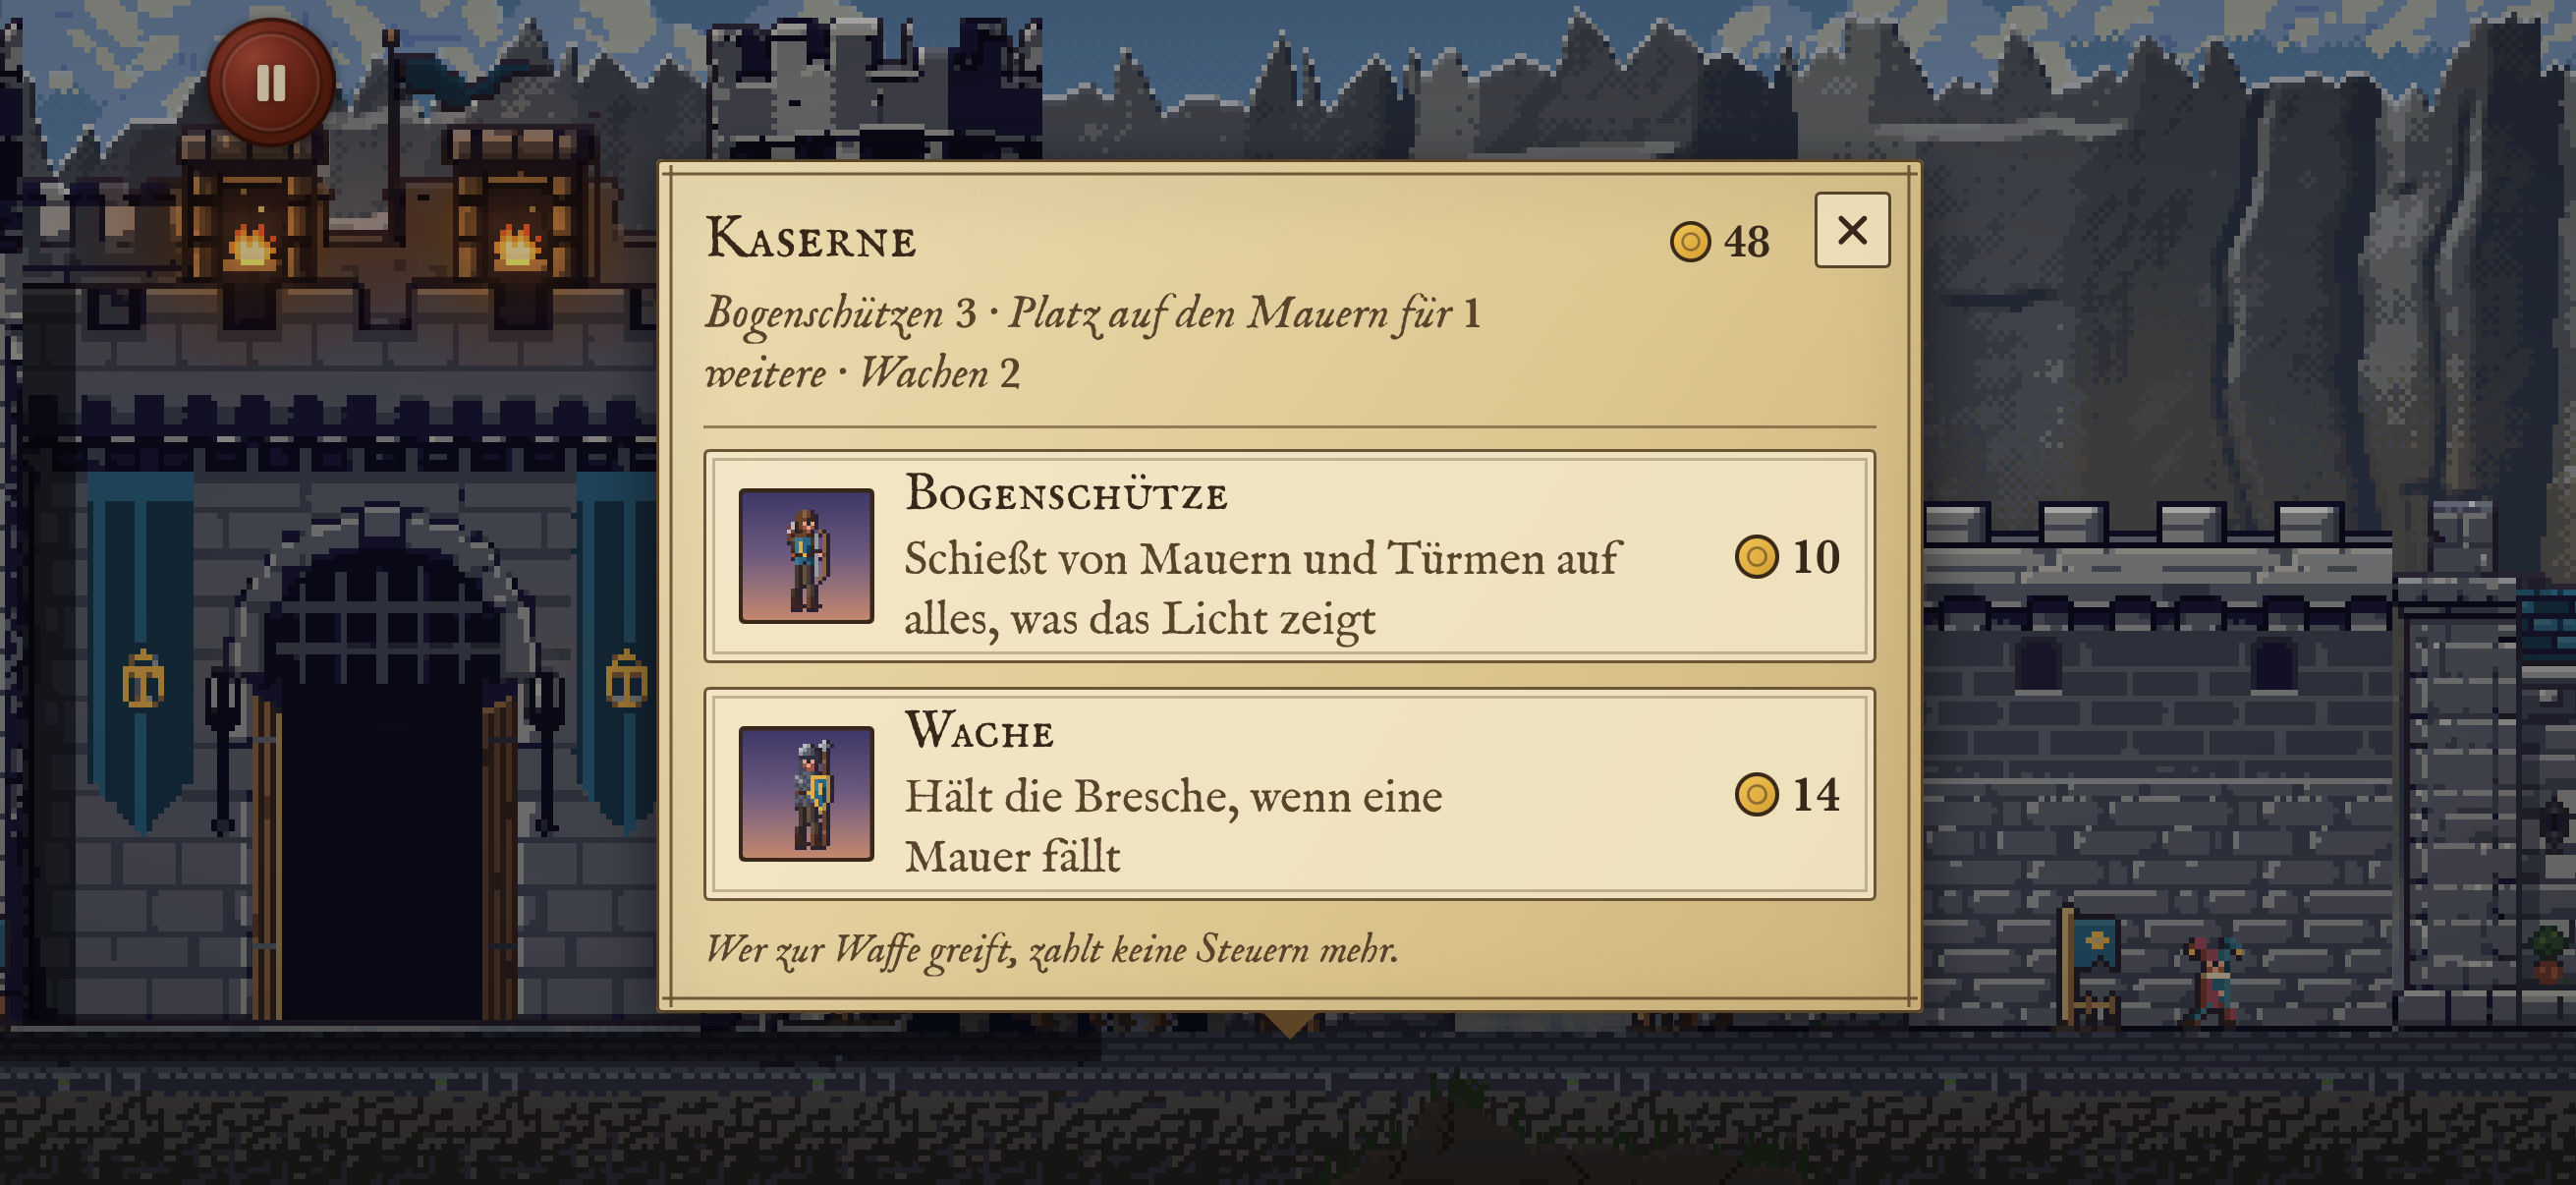 Kaserne
48
Bogenschützen 3 · Platz auf den Mauern für 1
weitere · Wachen 2
Bogenschütze
Schießt von Mauern und Türmen auf
alles, was das Licht zeigt
10
Wache
Hält die Bresche, wenn eine
Mauer fällt
14
Wer zur Waffe greift, zahlt keine Steuern mehr.